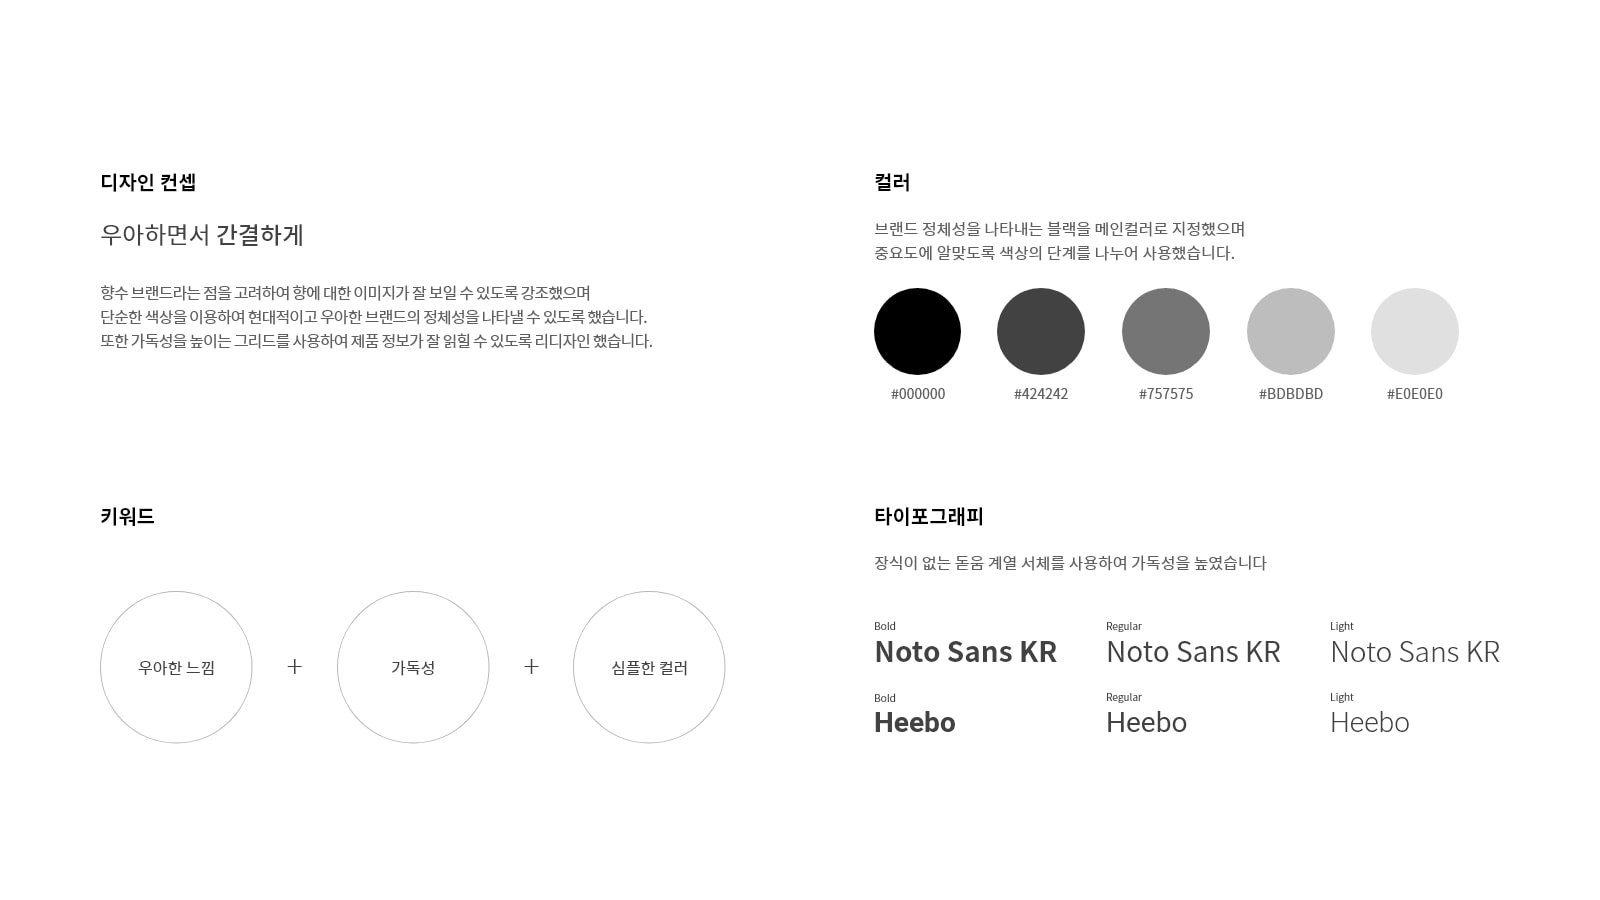 디자인 컨셉
우아하면서 간결하게
향수 브랜드라는 점을 고려하여 향에 대한 이미지가 잘 보일 수 있도록 강조했으며
단순한 색상을 이용하여 현대적이고 우아한 브랜드의 정체성을 나타낼 수 있도록 했습니다.
또한 가독성을 높이는 그리드를 사용하여 제품 정보가 잘 읽힐 수 있도록 리디자인 했습니다.
컬러
브랜드 정체성을 나타내는 블랙을 메인컬러로 지정했으며
중요도에 알맞도록 색상의 단계를 나누어 사용했습니다.
#000000 #424242 #757575 #BDBDBD #E0E0E0
키워드
우아한 느낌 + 가독성 + 심플한 컬러
타이포그래피
장식이 없는 돋움 계열 서체를 사용하여 가독성을 높였습니다
Bold Regular Light
Noto Sans KR Noto Sans KR Noto Sans KR
Bold Regular Light
Heebo Heebo Heebo